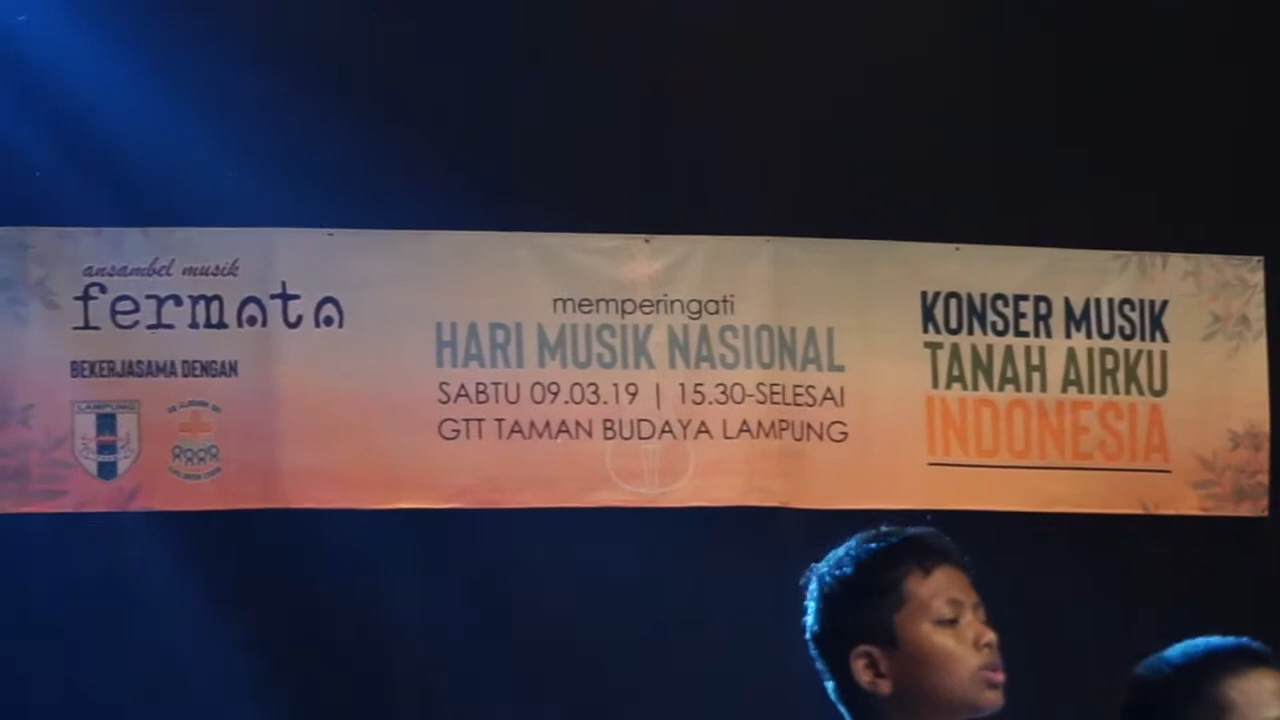 ansambel musik
fermata
BEKERJASAMA DENGAN
LAMPUNG
memperingati
HARI MUSIK NASIONAL
SABTU 09.03.19 | 15.30-SELESAI
GTT TAMAN BUDAYA LAMPUNG
KONSER MUSIK
TANAH AIRKU
INDONESIA